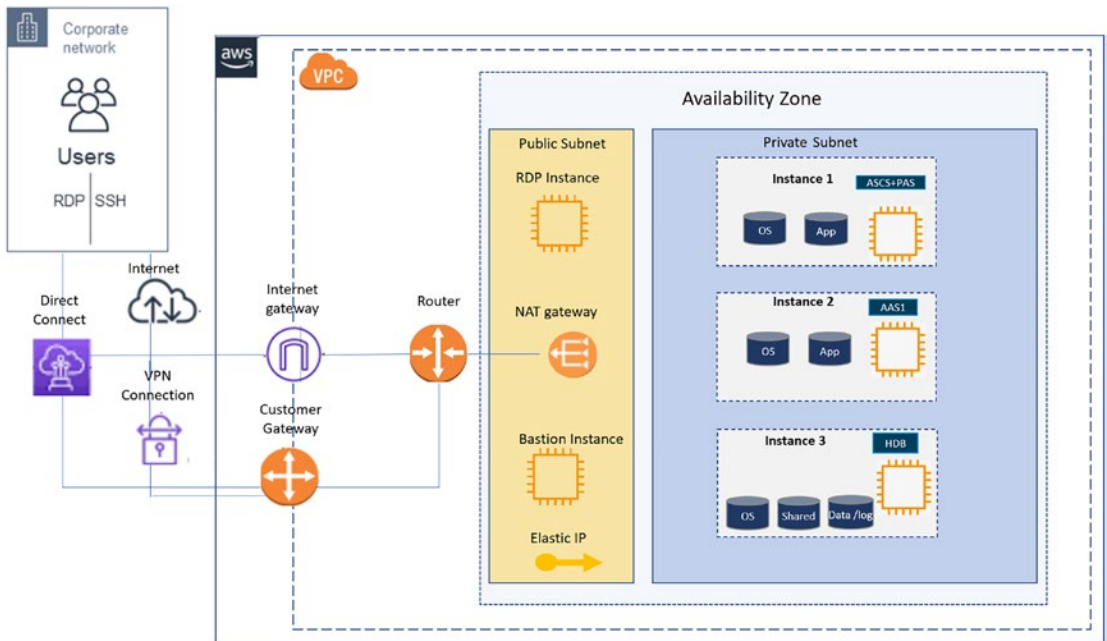 Corporate
network
Users
RDP
SSH
Internet
Direct
Connect
VPN
Connection
aws
VPC
Internet
gateway
Customer
Gateway
Router
Availability Zone
Public Subnet
RDP Instance
NAT gateway
Bastion Instance
Elastic IP
Private Subnet
Instance 1
ASCS+PAS
OS
App
Instance 2
AAS1
OS
App
Instance 3
HDB
OS
Shared
Data /log